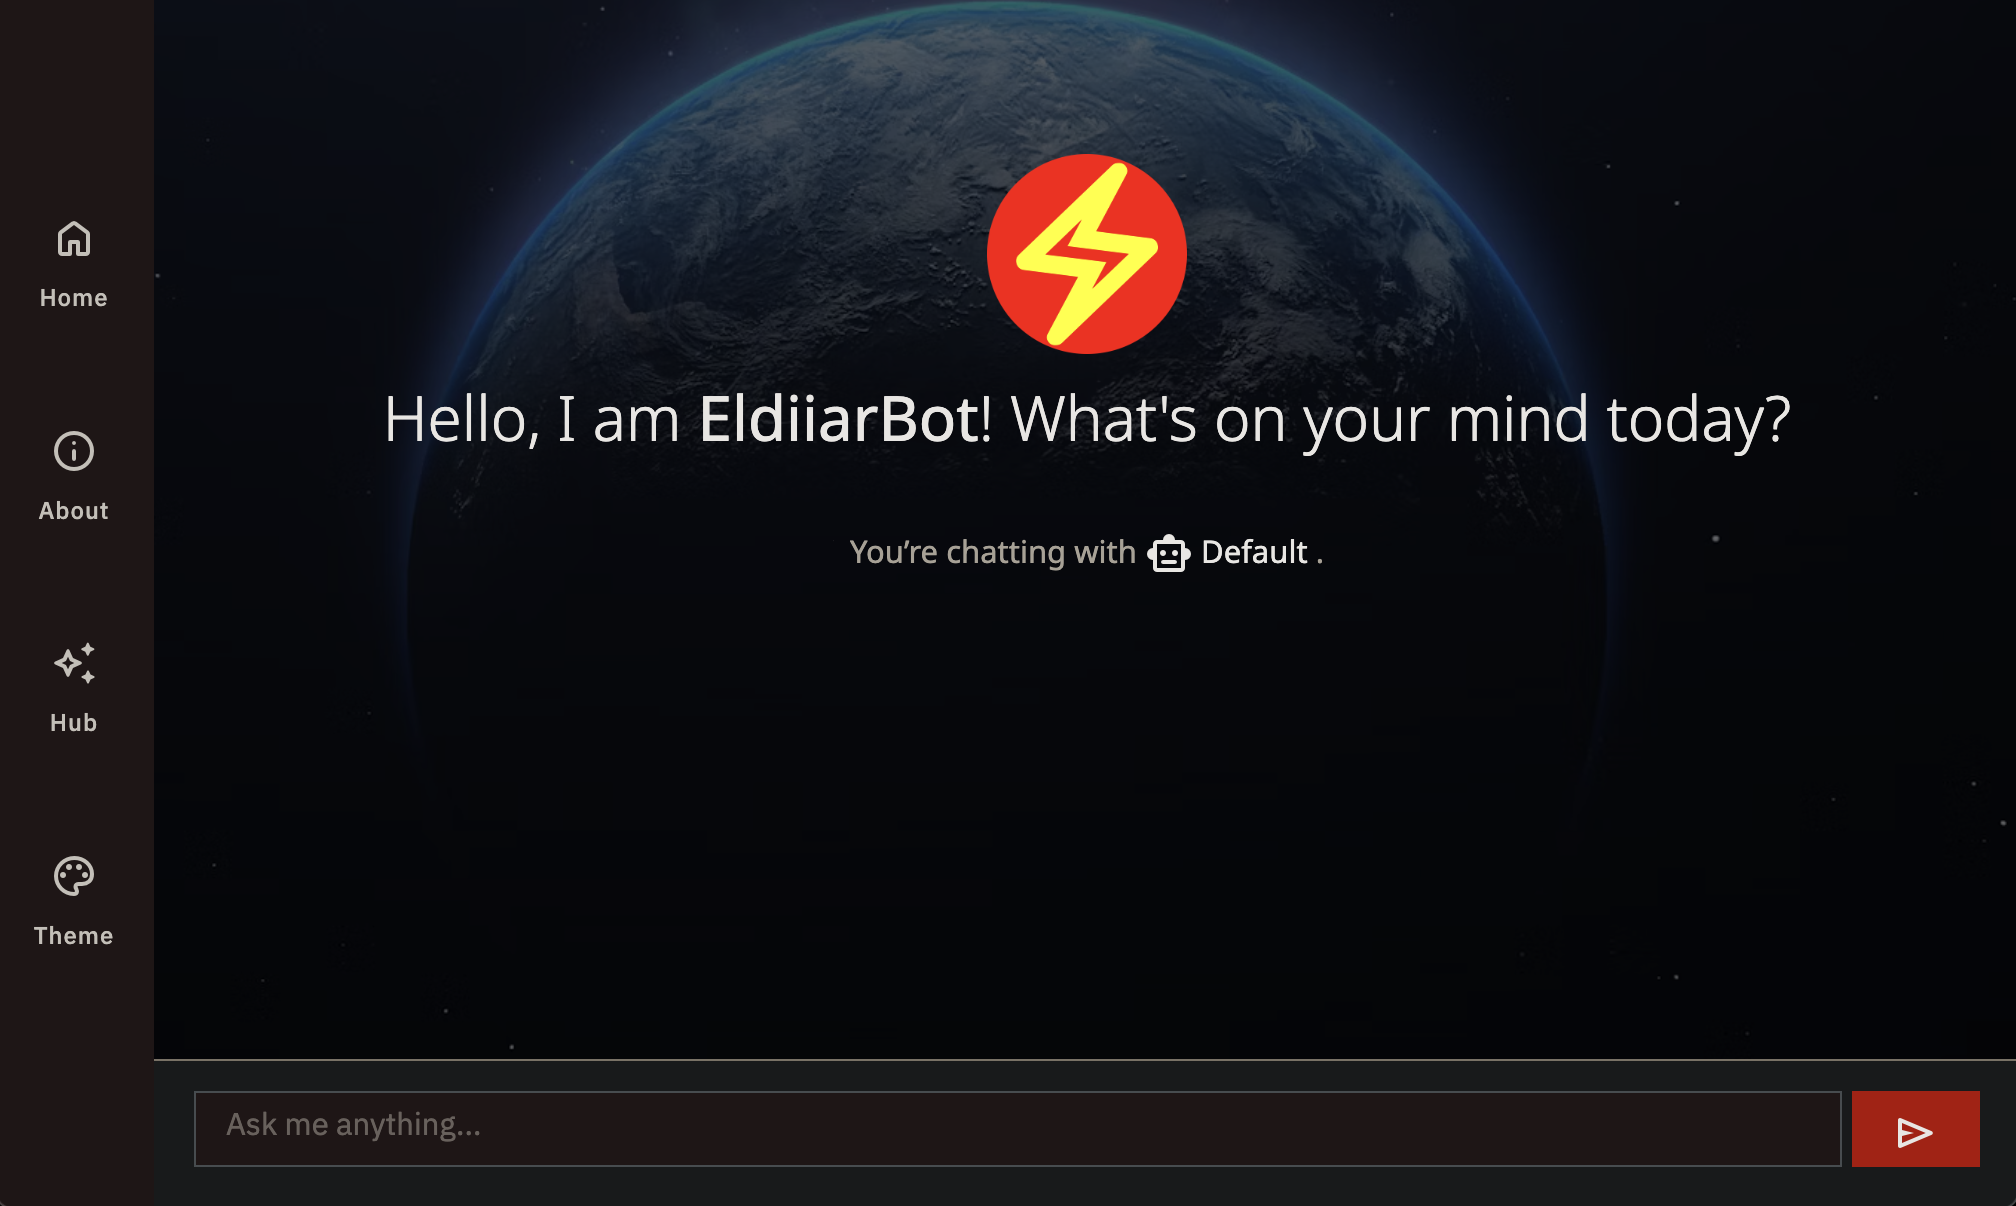 Home
About
Hub
Theme
Hello, I am EldiiarBot! What's on your mind today?
You’re chatting with Default .
Ask me anything...